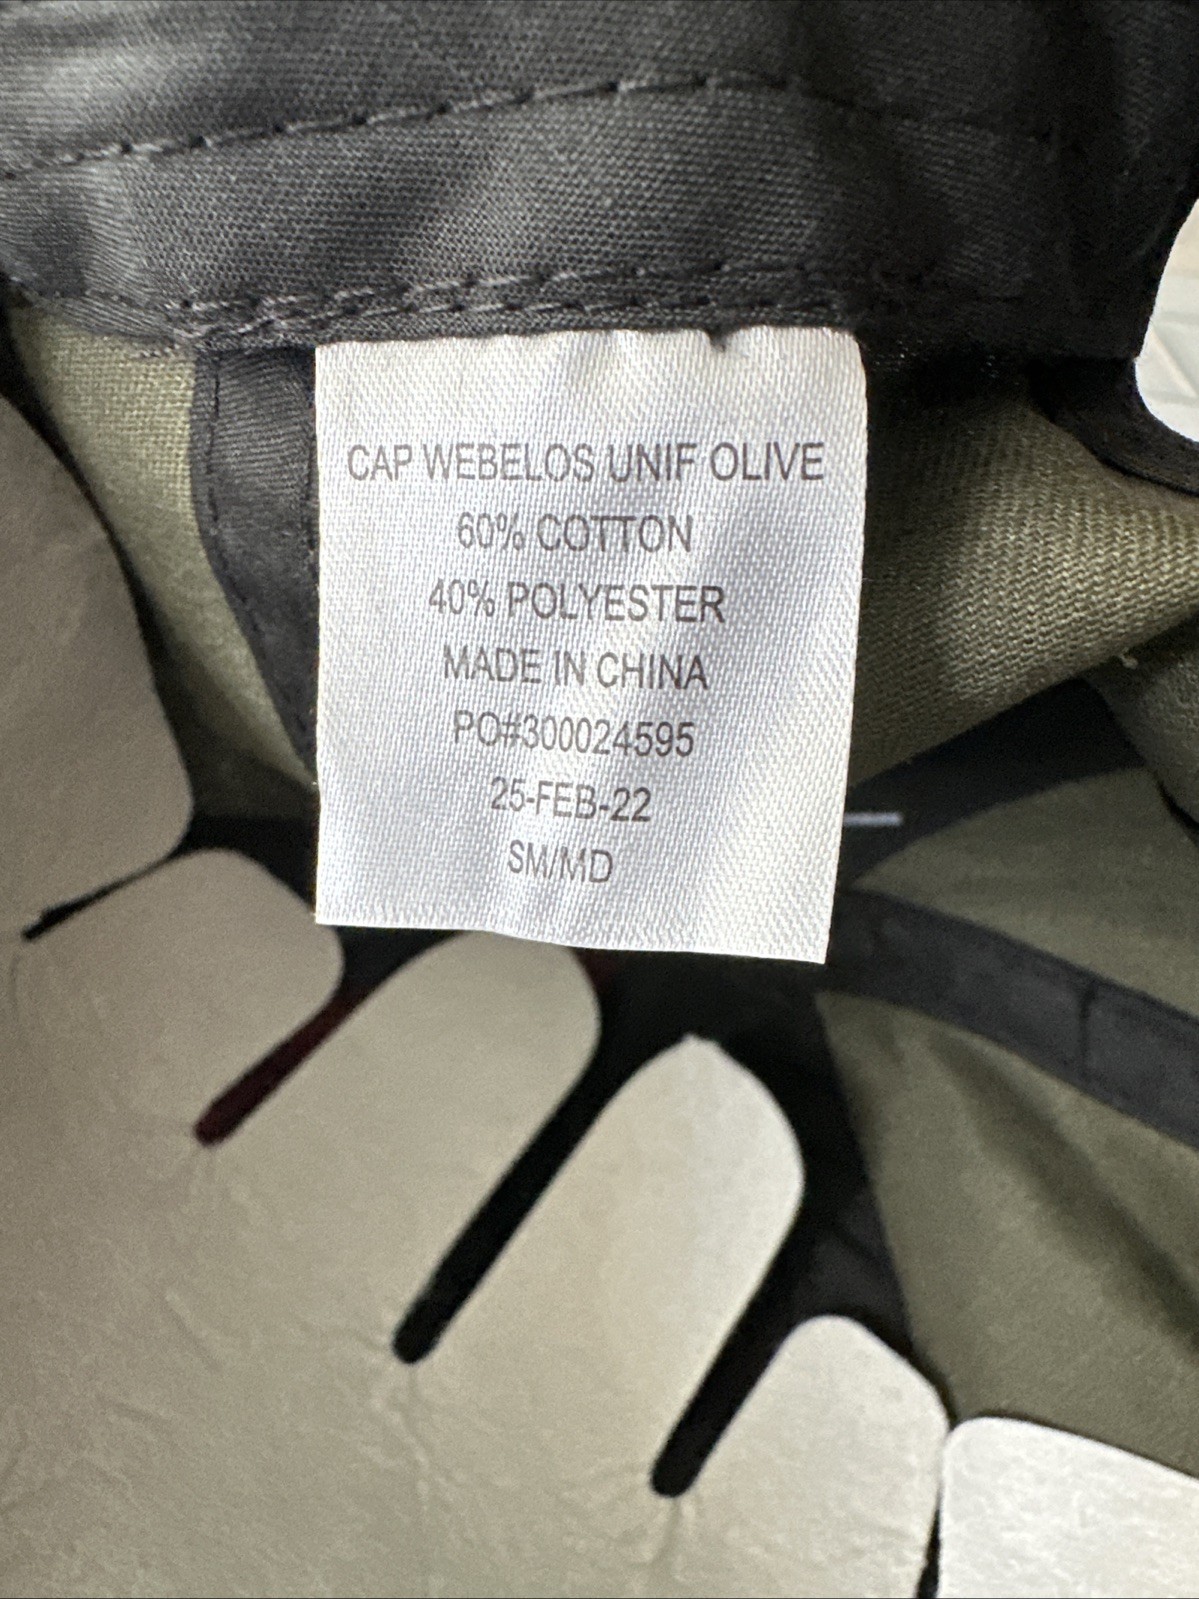 CAP WEBELOS UNIF OLIVE
60% COTTON
40% POLYESTER
MADE IN CHINA
PO#300024595
25-FEB-22
SM/MD